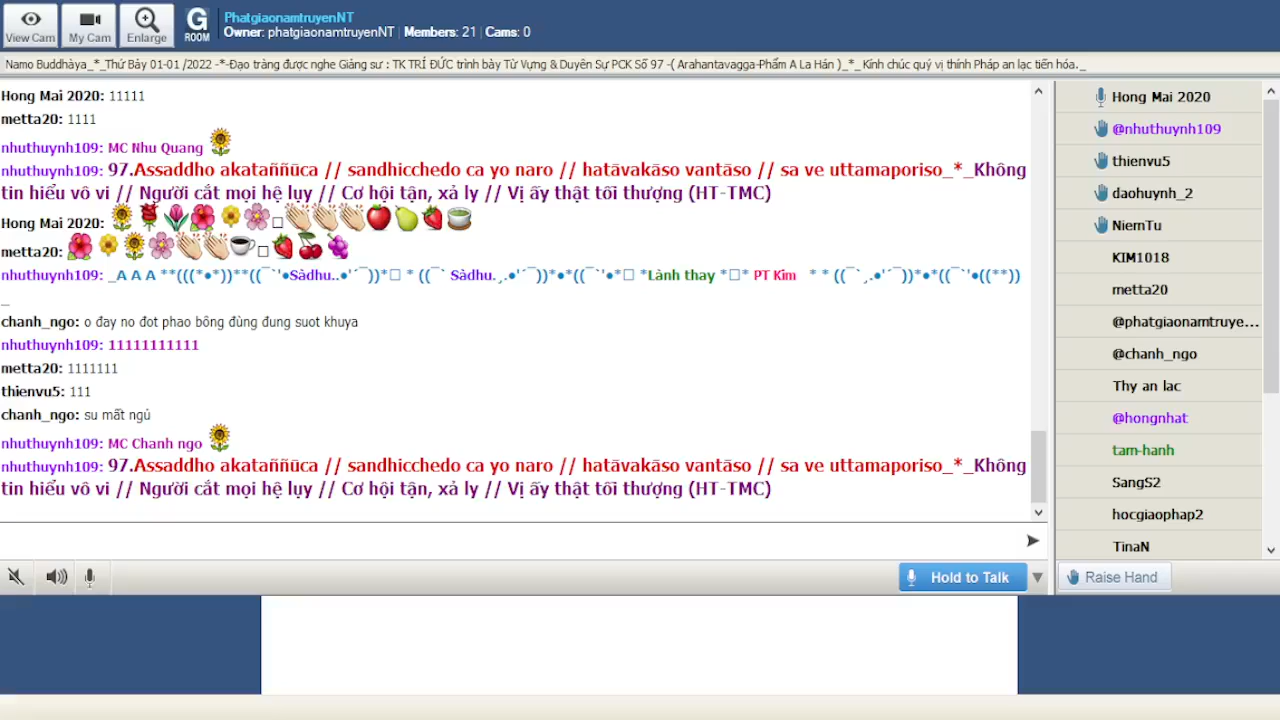 View Cam
My Cam
Enlarge
G
ROOM
PhatgiaonamtruyenNT
Owner: phatgiaonamtruyenNT | Members: 21 | Cams: 0
Namo Buddhàya_*_Thứ Bảy 01-01 /2022 -*-Đạo tràng được nghe Giảng sư : TK TRÍ ĐỨC trình bày Từ Vựng & Duyên Sự PCK Số 97 -( Arahantavagga-Phẩm A La Hán )_*_ Kính chúc quý vị thính Pháp an lạc tiến hóa._
Hong Mai 2020: 11111
metta20: 1111
nhuthuynh109: MC Nhu Quang
nhuthuynh109: 97.Assaddho akataññūca // sandhicchedo ca yo naro // hatāvakāso vantāso // sa ve uttamaporiso_*_Không
tin hiểu vô vi // Người cắt mọi hệ lụy // Cơ hội tận, xả ly // Vị ấy thật tối thượng (HT-TMC)
Hong Mai 2020:
metta20:
nhuthuynh109: _A A A **(((*●*))**((¯`'●Sàdhu..●'´¯))*□ * ((¯` Sàdhu.¸.●'´¯))*●*((¯`'●*□ *Lành thay *□* PT Kim * * ((¯`¸.●'´¯))*●*((¯`'●((**))
_
chanh_ngo: o đay no đot phao bông đùng đung suot khuya
nhuthuynh109: 11111111111
metta20: 1111111
thienvu5: 111
chanh_ngo: su mất ngủ
nhuthuynh109: MC Chanh ngo
nhuthuynh109: 97.Assaddho akataññūca // sandhicchedo ca yo naro // hatāvakāso vantāso // sa ve uttamaporiso_*_Không
tin hiểu vô vi // Người cắt mọi hệ lụy // Cơ hội tận, xả ly // Vị ấy thật tối thượng (HT-TMC)
Hold to Talk
Hong Mai 2020
@nhuthuynh109
thienvu5
daohuynh_2
NiemTu
KIM1018
metta20
@phatgiaonamtruye...
@chanh_ngo
Thy an lac
@hongnhat
tam-hanh
SangS2
hocgiaophap2
TinaN
Raise Hand